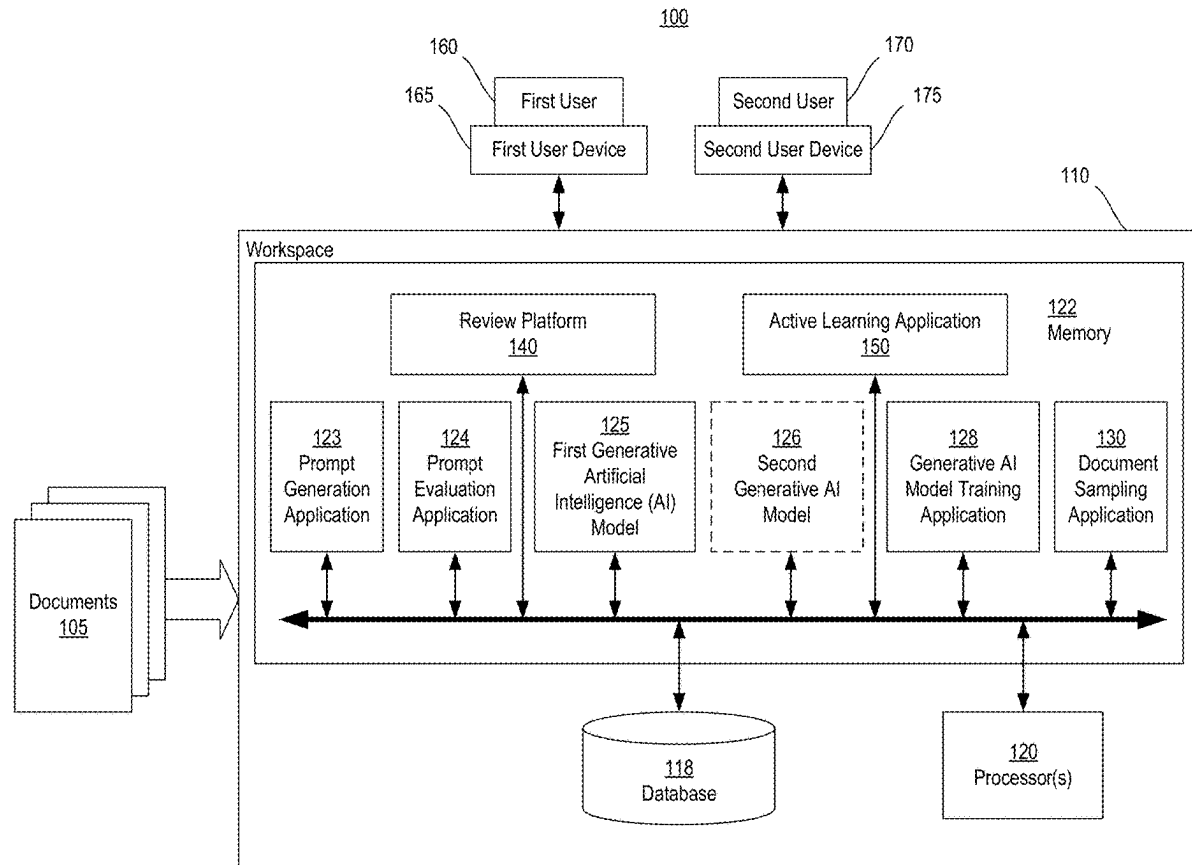 100
160
First User
165
First User Device
170
Second User
175
Second User Device
110
Workspace
Review Platform
140
Active Learning Application
150
122
Memory
123
Prompt
Generation
Application
124
Prompt
Evaluation
Application
125
First Generative
Artificial
Intelligence (AI)
Model
126
Second
Generative AI
Model
128
Generative AI
Model Training
Application
130
Document
Sampling
Application
Documents
105
118
Database
120
Processor(s)